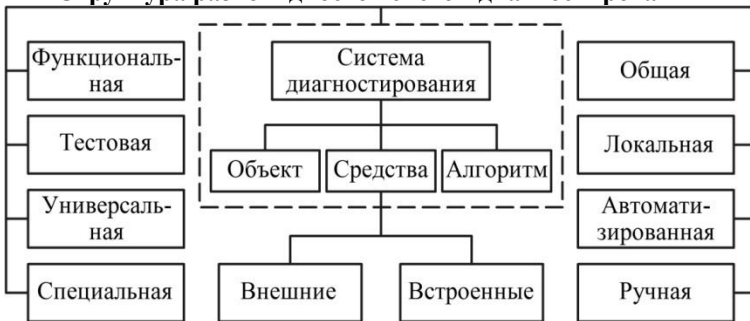 Функциональ-
ная
Система
диагностирования
Общая
Тестовая
Локальная
Объект
Средства
Алгоритм
Универсаль-
ная
Автомати-
зированная
Специальная
Внешние
Встроенные
Ручная